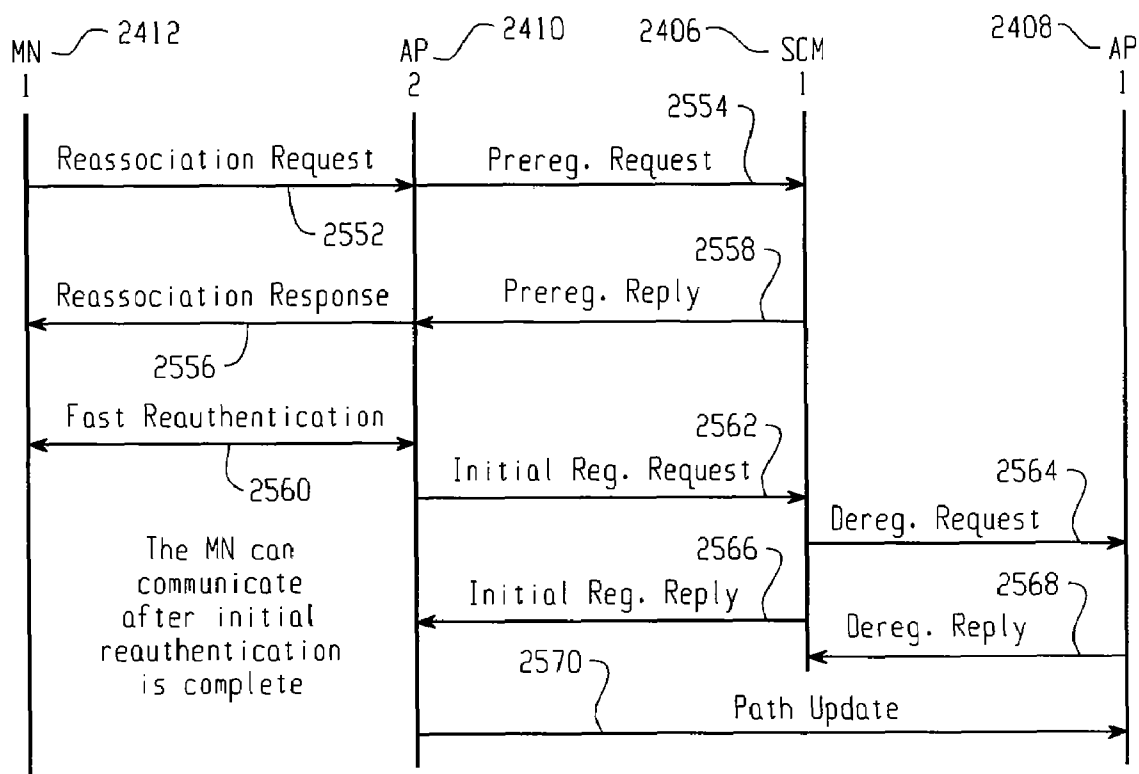 2412
2410
2406
2408
MN
1
AP
2
SCM
1
AP
1
2554
Reassociation Request
Prereg. Request
2552
2558
Reassociation Response
Prereg. Reply
2556
Fast Reauthentication
2562
Initial Reg. Request
2560
2564
Dereg. Request
The MN can
communicate
after initial
reauthentication
is complete
2566
Initial Reg. Reply
2568
Dereg. Reply
2570
Path Update